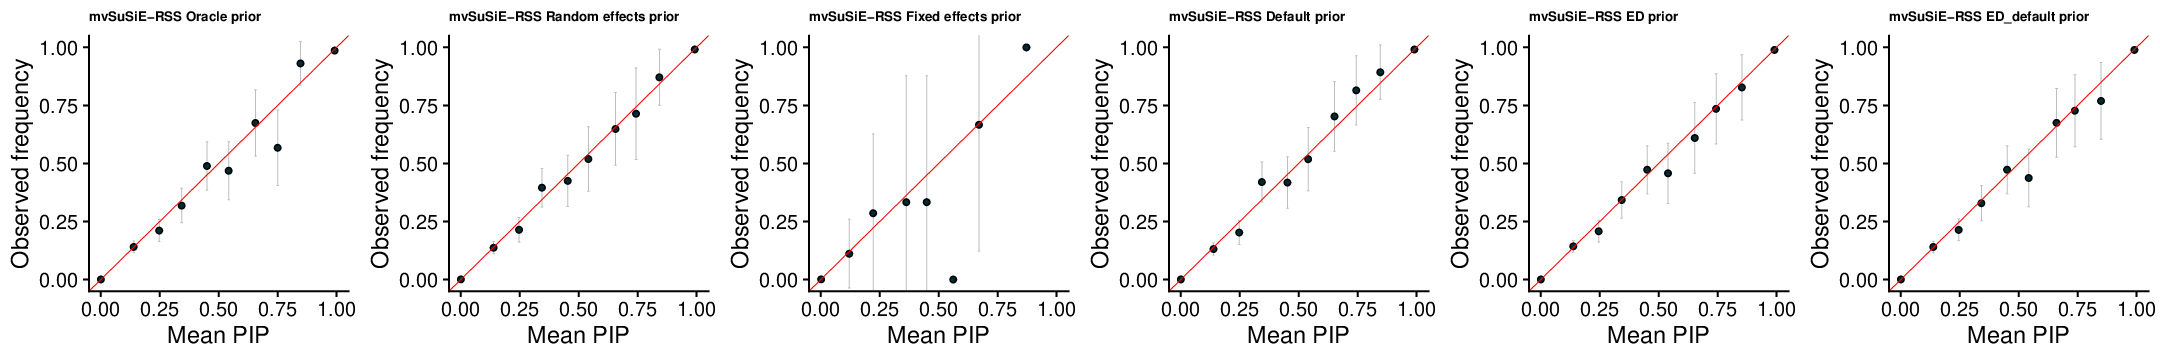 mvSuSiE−RSS Oracle prior
Observed frequency
1.00
0.75
0.50
0.25
0.00
0.00 0.25 0.50 0.75 1.00
Mean PIP
mvSuSiE−RSS Random effects prior
Observed frequency
1.00
0.75
0.50
0.25
0.00
0.00 0.25 0.50 0.75 1.00
Mean PIP
mvSuSiE−RSS Fixed effects prior
Observed frequency
1.00
0.75
0.50
0.25
0.00
0.00 0.25 0.50 0.75 1.00
Mean PIP
mvSuSiE−RSS Default prior
Observed frequency
1.00
0.75
0.50
0.25
0.00
0.00 0.25 0.50 0.75 1.00
Mean PIP
mvSuSiE−RSS ED prior
Observed frequency
1.00
0.75
0.50
0.25
0.00
0.00 0.25 0.50 0.75 1.00
Mean PIP
mvSuSiE−RSS ED_default prior
Observed frequency
1.00
0.75
0.50
0.25
0.00
0.00 0.25 0.50 0.75 1.00
Mean PIP